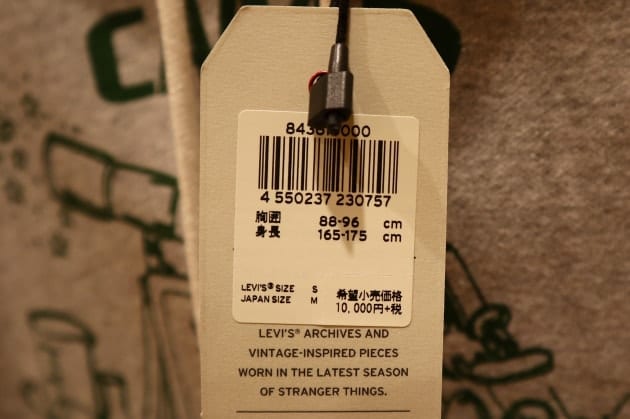 4 550237 230757
胸囲 88-96 cm
身長 165-175 cm
LEVI'S® SIZE S
JAPAN SIZE M
希望小売価格
10,000円+税
LEVI'S® ARCHIVES AND
VINTAGE-INSPIRED PIECES
WORN IN THE LATEST SEASON
OF STRANGER THINGS.